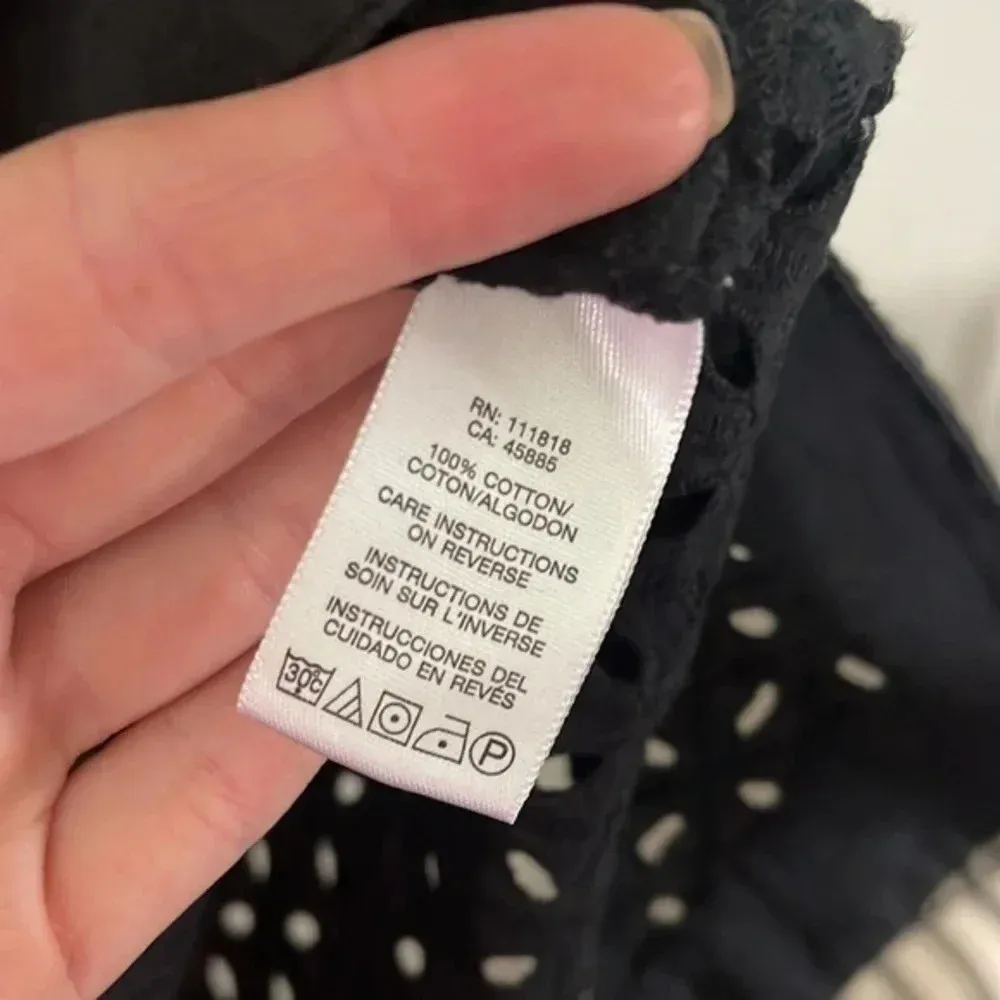 RN: 111818
CA: 45885
100% COTTON/
COTON/ALGODON
CARE INSTRUCTIONS
ON REVERSE
INSTRUCTIONS DE
SOIN SUR L'INVERSE
INSTRUCCIONES DEL
CUIDADO EN REVÉS
30°C
P